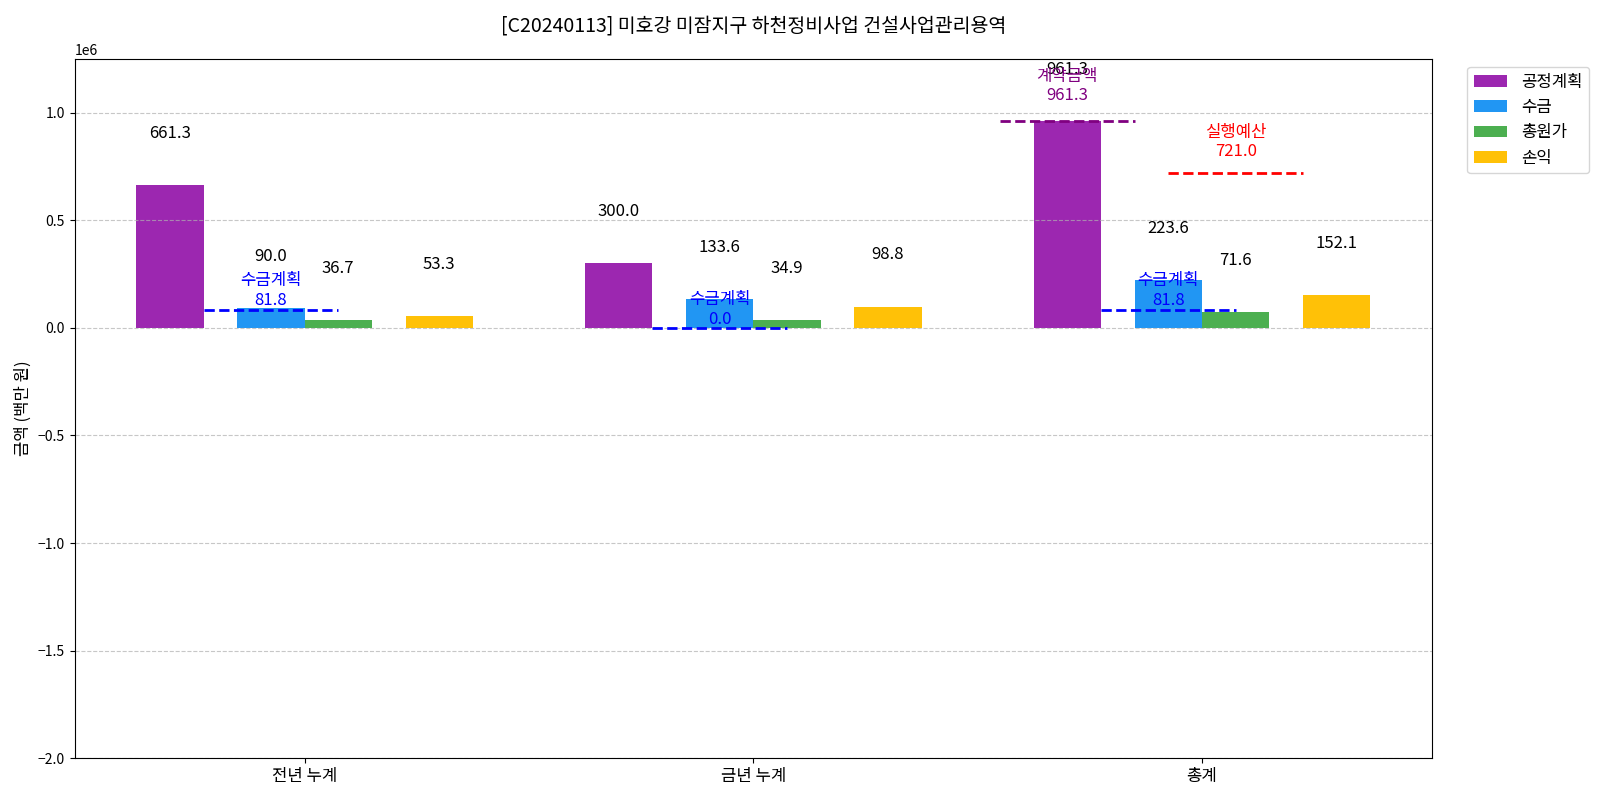 [C20240113] 미호강 미잠지구 하천정비사업 건설사업관리용역
1e6
1.0
0.5
0.0
−0.5
−1.0
−1.5
−2.0
금액 (백만 원)
661.3
90.0
수금계획
81.8
36.7
53.3
300.0
133.6
수금계획
0.0
34.9
98.8
961.3
계약금액
961.3
실행예산
721.0
223.6
수금계획
81.8
71.6
152.1
전년 누계
금년 누계
총계
공정계획
수금
총원가
손익